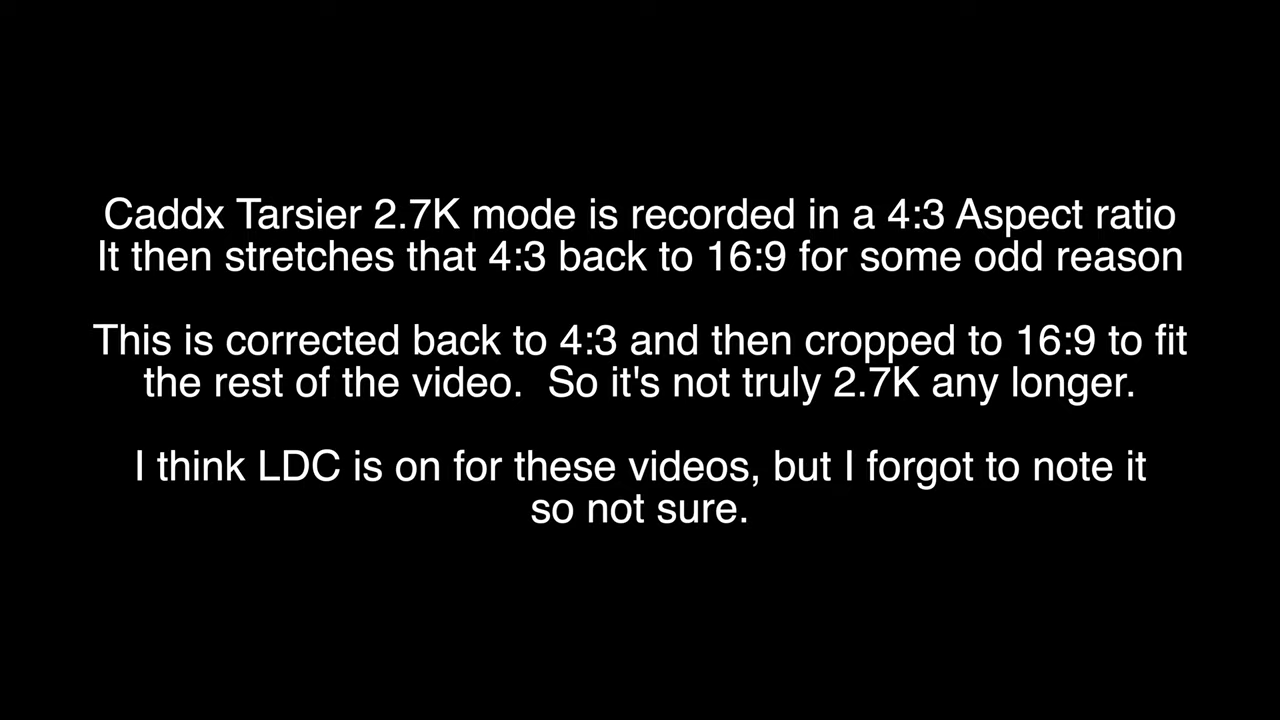 Caddx Tarsier 2.7K mode is recorded in a 4:3 Aspect ratio
It then stretches that 4:3 back to 16:9 for some odd reason
This is corrected back to 4:3 and then cropped to 16:9 to fit
the rest of the video.  So it's not truly 2.7K any longer.
I think LDC is on for these videos, but I forgot to note it
so not sure.